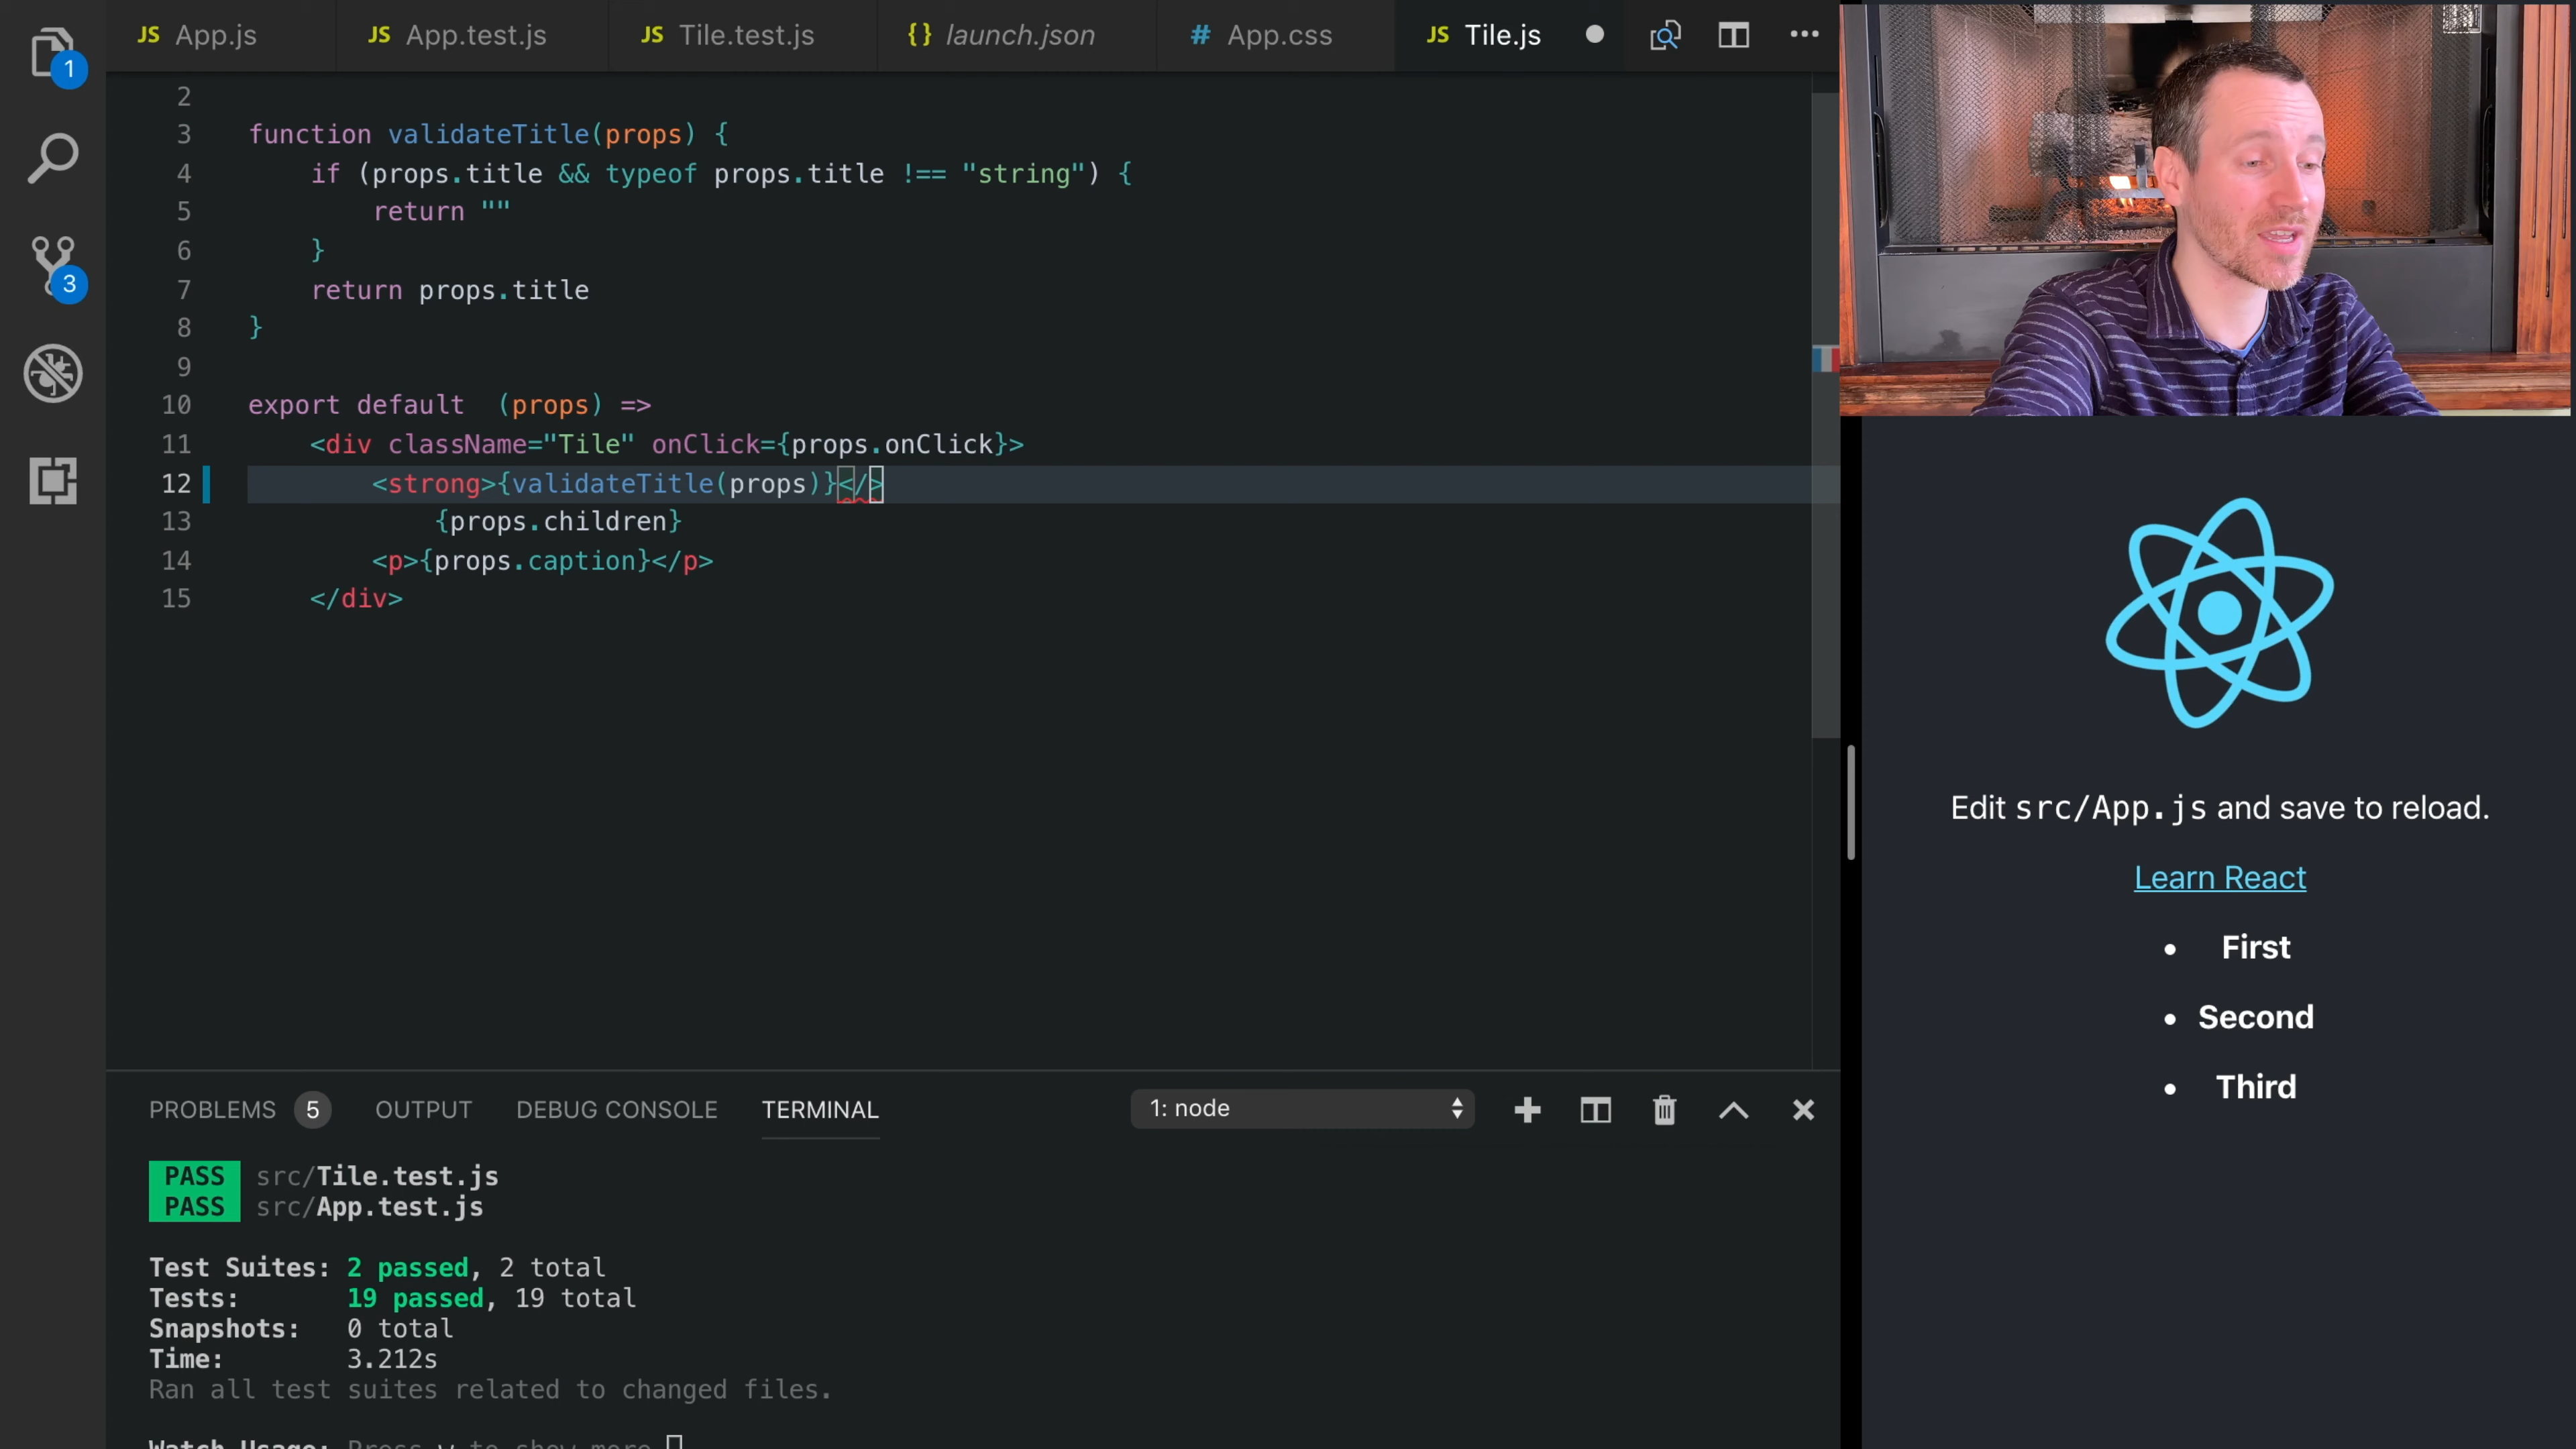 JS App.js JS App.test.js JS Tile.test.js {} launch.json # App.css JS Tile.js
1
3
2
3 function validateTitle(props) {
4 if (props.title && typeof props.title !== "string") {
5 return ""
6 }
7 return props.title
8 }
9
10 export default (props) =>
11 <div className="Tile" onClick={props.onClick}>
12 <strong>{validateTitle(props)}</>
13 {props.children}
14 <p>{props.caption}</p>
15 </div>
PROBLEMS 5 OUTPUT DEBUG CONSOLE TERMINAL 1: node
PASS src/Tile.test.js
PASS src/App.test.js
Test Suites: 2 passed, 2 total
Tests: 19 passed, 19 total
Snapshots: 0 total
Time: 3.212s
Ran all test suites related to changed files.
Watch Usage: Press w to show more.
Edit src/App.js and save to reload.
Learn React
• First
• Second
• Third